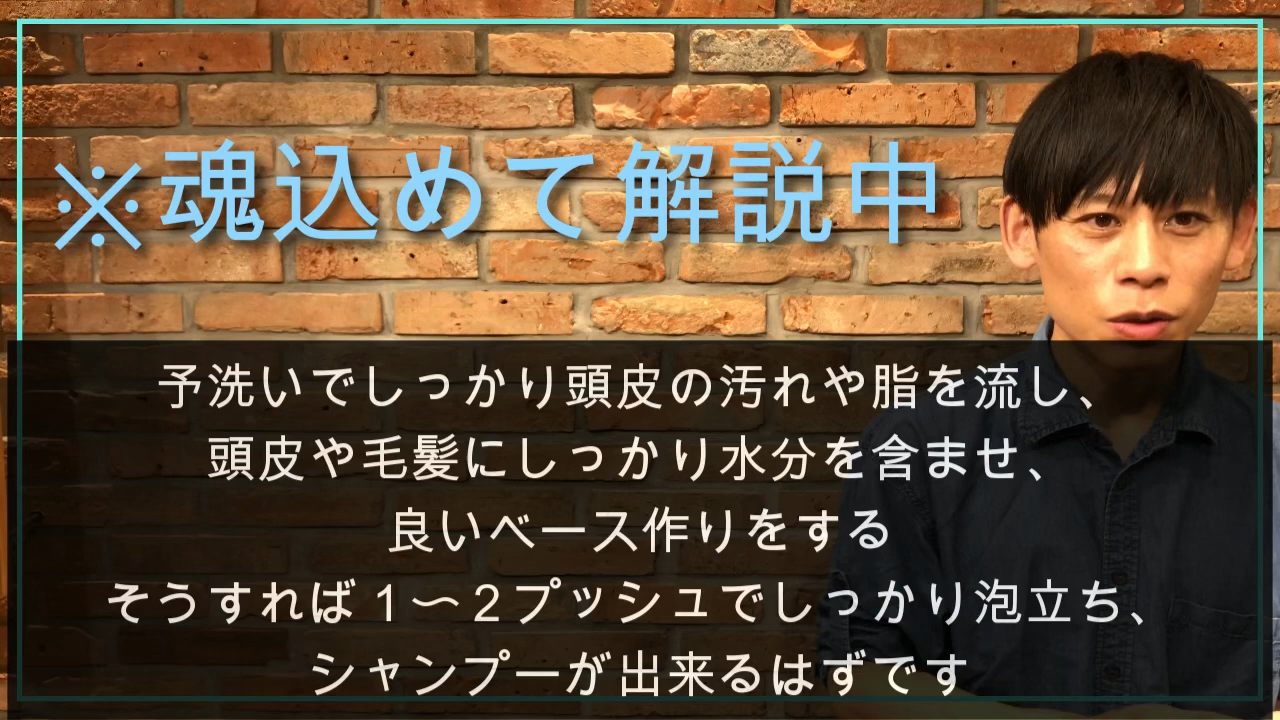 ※魂込めて解説中
予洗いでしっかり頭皮の汚れや脂を流し、
頭皮や毛髪にしっかり水分を含ませ、
良いベース作りをする
そうすれば１〜２プッシュでしっかり泡立ち、
シャンプーが出来るはずです